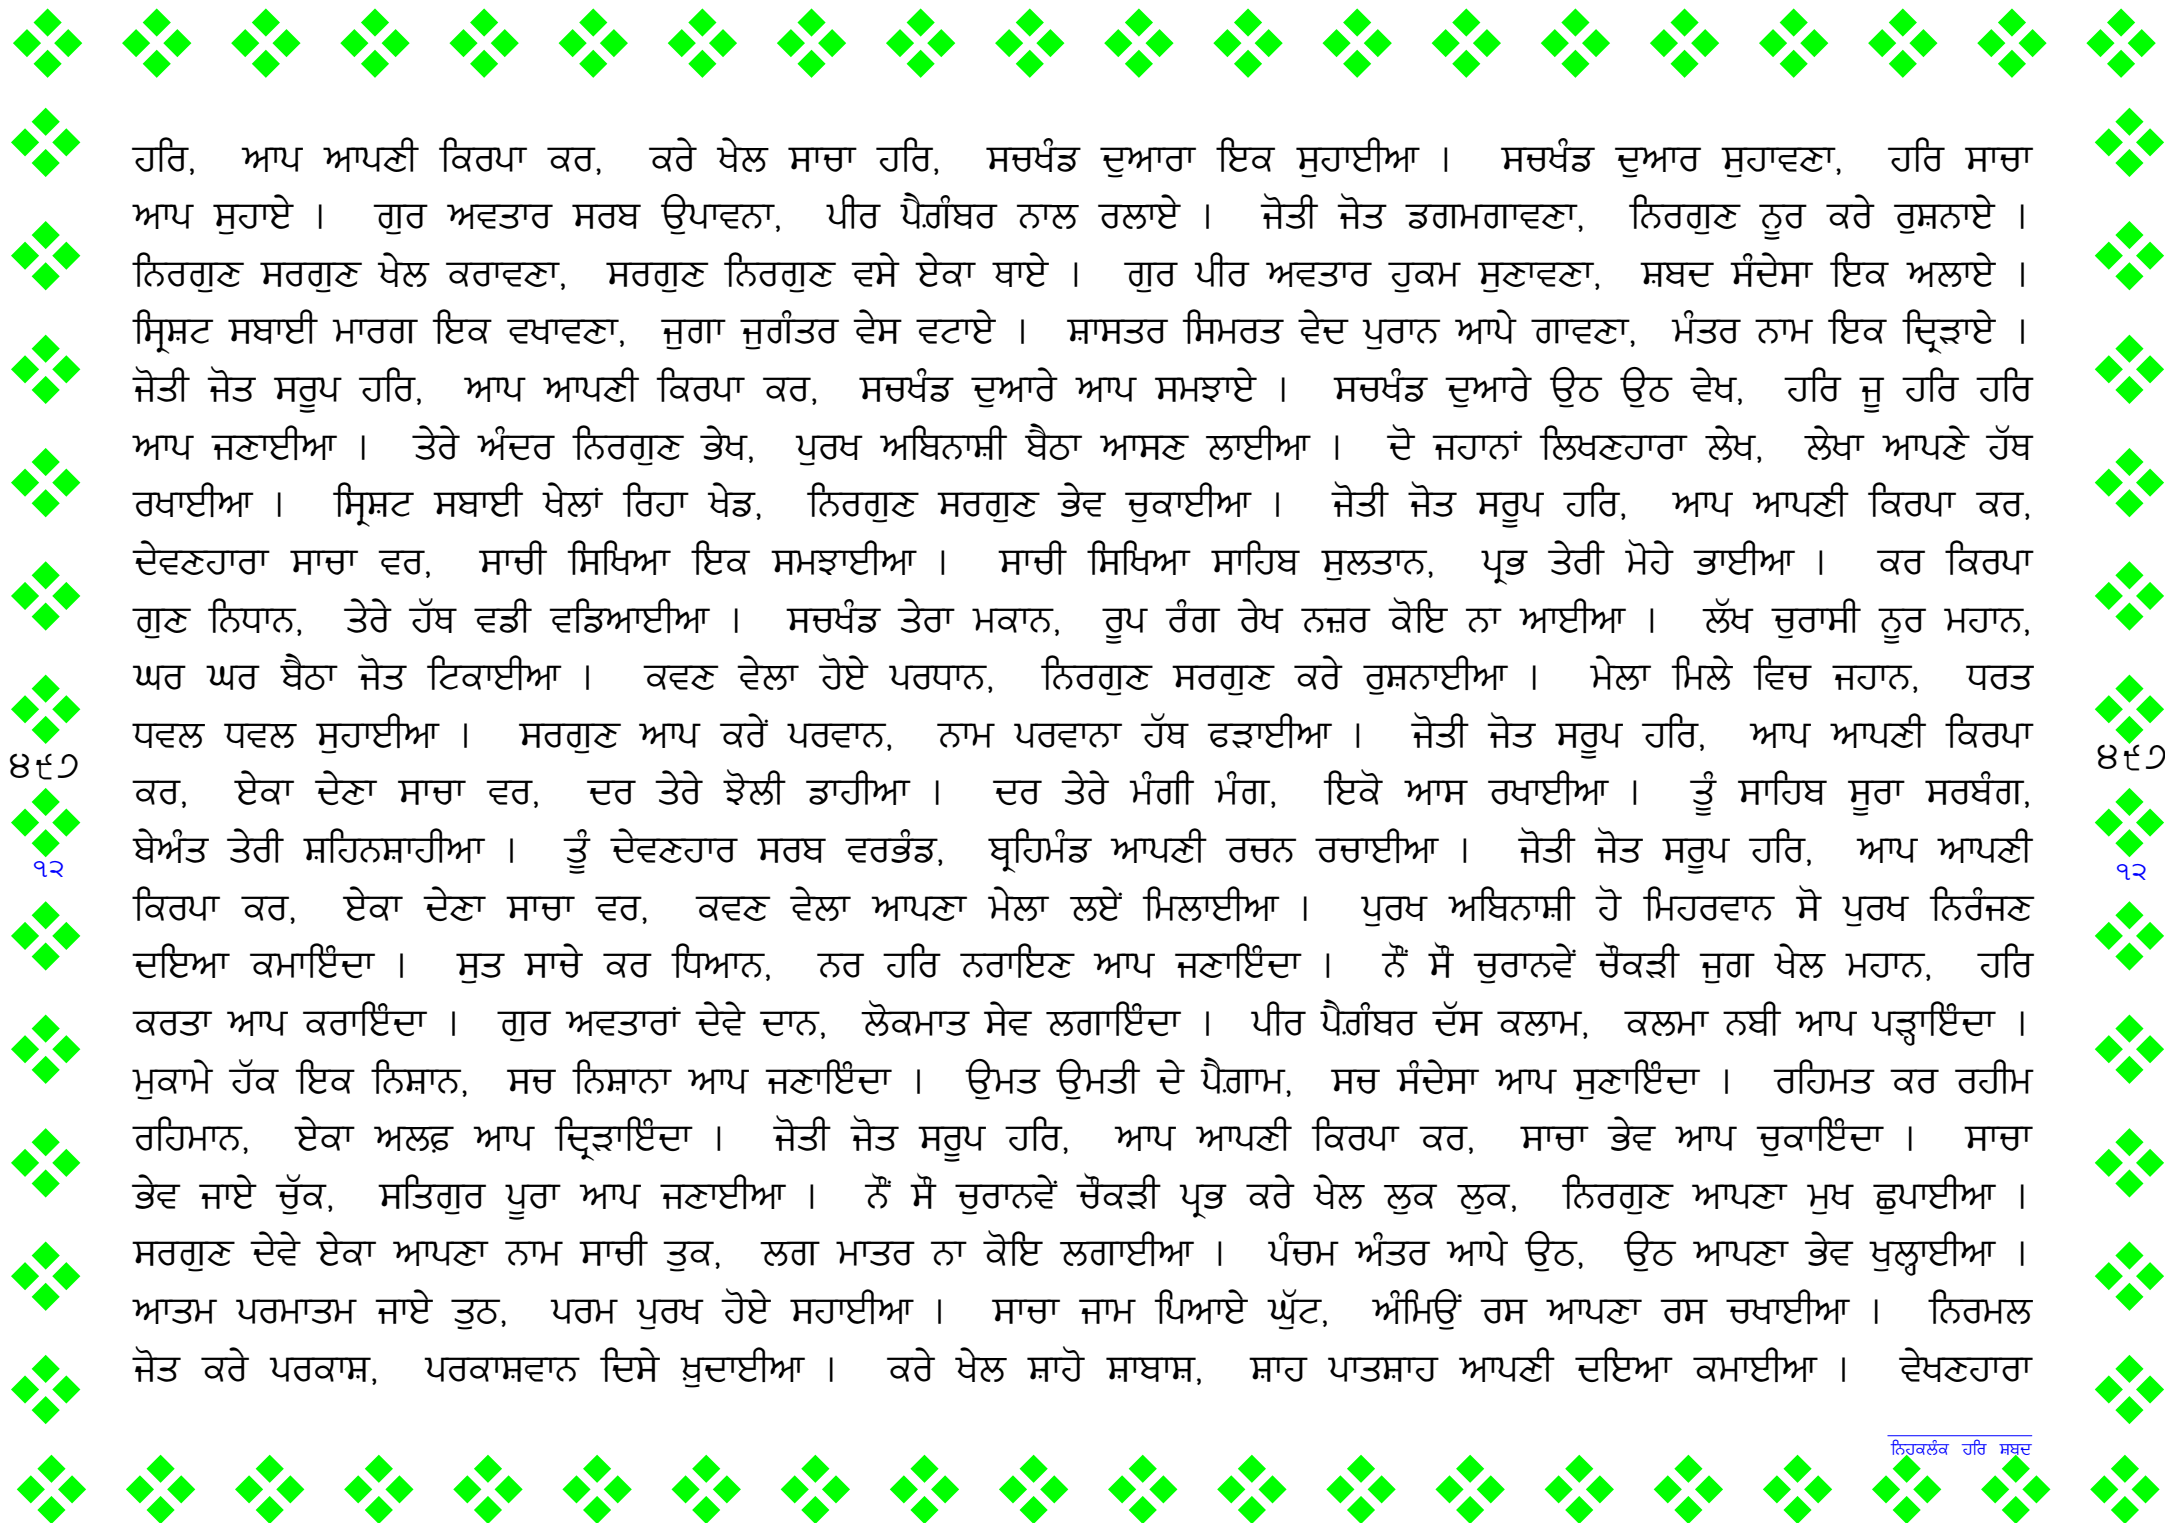 ਹਰਿ, ਆਪ ਆਪਣੀ ਕਿਰਪਾ ਕਰ, ਕਰੇ ਖੇਲ ਸਾਚਾ ਹਰਿ, ਸਚਖੰਡ ਦੁਆਰਾ ਇਕ ਸੁਹਾਈਆ । ਸਚਖੰਡ ਦੁਆਰ ਸੁਹਾਵਣਾ, ਹਰਿ ਸਾਚਾ
ਆਪ ਸੁਹਾਏ । ਗੁਰ ਅਵਤਾਰ ਸਰਬ ਉਪਾਵਨਾ, ਪੀਰ ਪੈਗ਼ੰਬਰ ਨਾਲ ਰਲਾਏ । ਜੋਤੀ ਜੋਤ ਡਗਮਗਾਵਣਾ, ਨਿਰਗੁਣ ਨੂਰ ਕਰੇ ਰੁਸ਼ਨਾਏ ।
ਨਿਰਗੁਣ ਸਰਗੁਣ ਖੇਲ ਕਰਾਵਣਾ, ਸਰਗੁਣ ਨਿਰਗੁਣ ਵਸੇ ਏਕਾ ਥਾਏ । ਗੁਰ ਪੀਰ ਅਵਤਾਰ ਹੁਕਮ ਸੁਣਾਵਣਾ, ਸ਼ਬਦ ਸੰਦੇਸਾ ਇਕ ਅਲਾਏ ।
ਸ੍ਰਿਸ਼ਟ ਸਬਾਈ ਮਾਰਗ ਇਕ ਵਖਾਵਣਾ, ਜੁਗਾ ਜੁਗੰਤਰ ਵੇਸ ਵਟਾਏ । ਸ਼ਾਸਤਰ ਸਿਮਰਤ ਵੇਦ ਪੁਰਾਨ ਆਪੇ ਗਾਵਣਾ, ਮੰਤਰ ਨਾਮ ਇਕ ਦ੍ਰਿੜਾਏ ।
ਜੋਤੀ ਜੋਤ ਸਰੂਪ ਹਰਿ, ਆਪ ਆਪਣੀ ਕਿਰਪਾ ਕਰ, ਸਚਖੰਡ ਦੁਆਰੇ ਆਪ ਸਮਝਾਏ । ਸਚਖੰਡ ਦੁਆਰੇ ਉਠ ਉਠ ਵੇਖ, ਹਰਿ ਜੂ ਹਰਿ ਹਰਿ
ਆਪ ਜਣਾਈਆ । ਤੇਰੇ ਅੰਦਰ ਨਿਰਗੁਣ ਭੇਖ, ਪੁਰਖ ਅਬਿਨਾਸ਼ੀ ਬੈਠਾ ਆਸਣ ਲਾਈਆ । ਦੋ ਜਹਾਨਾਂ ਲਿਖਣਹਾਰਾ ਲੇਖ, ਲੇਖਾ ਆਪਣੇ ਹੱਥ
ਰਖਾਈਆ । ਸ੍ਰਿਸ਼ਟ ਸਬਾਈ ਖੇਲਾਂ ਰਿਹਾ ਖੇਡ, ਨਿਰਗੁਣ ਸਰਗੁਣ ਭੇਵ ਚੁਕਾਈਆ । ਜੋਤੀ ਜੋਤ ਸਰੂਪ ਹਰਿ, ਆਪ ਆਪਣੀ ਕਿਰਪਾ ਕਰ,
ਦੇਵਣਹਾਰਾ ਸਾਚਾ ਵਰ, ਸਾਚੀ ਸਿਖਿਆ ਇਕ ਸਮਝਾਈਆ । ਸਾਚੀ ਸਿਖਿਆ ਸਾਹਿਬ ਸੁਲਤਾਨ, ਪ੍ਰਭ ਤੇਰੀ ਮੋਹੇ ਭਾਈਆ । ਕਰ ਕਿਰਪਾ
ਗੁਣ ਨਿਧਾਨ, ਤੇਰੇ ਹੱਥ ਵਡੀ ਵਡਿਆਈਆ । ਸਚਖੰਡ ਤੇਰਾ ਮਕਾਨ, ਰੂਪ ਰੰਗ ਰੇਖ ਨਜ਼ਰ ਕੋਇ ਨਾ ਆਈਆ । ਲੱਖ ਚੁਰਾਸੀ ਨੂਰ ਮਹਾਨ,
ਘਰ ਘਰ ਬੈਠਾ ਜੋਤ ਟਿਕਾਈਆ । ਕਵਣ ਵੇਲਾ ਹੋਏ ਪਰਧਾਨ, ਨਿਰਗੁਣ ਸਰਗੁਣ ਕਰੇ ਰੁਸ਼ਨਾਈਆ । ਮੇਲਾ ਮਿਲੇ ਵਿਚ ਜਹਾਨ, ਧਰਤ
ਧਵਲ ਧਵਲ ਸੁਹਾਈਆ । ਸਰਗੁਣ ਆਪ ਕਰੇਂ ਪਰਵਾਨ, ਨਾਮ ਪਰਵਾਨਾ ਹੱਥ ਫੜਾਈਆ । ਜੋਤੀ ਜੋਤ ਸਰੂਪ ਹਰਿ, ਆਪ ਆਪਣੀ ਕਿਰਪਾ
੪੯੭ ੪੯੭
ਕਰ, ਏਕਾ ਦੇਣਾ ਸਾਚਾ ਵਰ, ਦਰ ਤੇਰੇ ਝੋਲੀ ਡਾਹੀਆ । ਦਰ ਤੇਰੇ ਮੰਗੀ ਮੰਗ, ਇਕੋ ਆਸ ਰਖਾਈਆ । ਤੂੰ ਸਾਹਿਬ ਸੂਰਾ ਸਰਬੰਗ,
ਬੇਅੰਤ ਤੇਰੀ ਸ਼ਹਿਨਸ਼ਾਹੀਆ । ਤੂੰ ਦੇਵਣਹਾਰ ਸਰਬ ਵਰਭੰਡ, ਬ੍ਰਹਿਮੰਡ ਆਪਣੀ ਰਚਨ ਰਚਾਈਆ । ਜੋਤੀ ਜੋਤ ਸਰੂਪ ਹਰਿ, ਆਪ ਆਪਣੀ
੧੨ ੧੨
ਕਿਰਪਾ ਕਰ, ਏਕਾ ਦੇਣਾ ਸਾਚਾ ਵਰ, ਕਵਣ ਵੇਲਾ ਆਪਣਾ ਮੇਲਾ ਲਏਂ ਮਿਲਾਈਆ । ਪੁਰਖ ਅਬਿਨਾਸ਼ੀ ਹੋ ਮਿਹਰਵਾਨ ਸੋ ਪੁਰਖ ਨਿਰੰਜਣ
ਦਇਆ ਕਮਾਇੰਦਾ । ਸੁਤ ਸਾਚੇ ਕਰ ਧਿਆਨ, ਨਰ ਹਰਿ ਨਰਾਇਣ ਆਪ ਜਣਾਇੰਦਾ । ਨੌਂ ਸੌ ਚੁਰਾਨਵੇਂ ਚੌਕੜੀ ਜੁਗ ਖੇਲ ਮਹਾਨ, ਹਰਿ
ਕਰਤਾ ਆਪ ਕਰਾਇੰਦਾ । ਗੁਰ ਅਵਤਾਰਾਂ ਦੇਵੇ ਦਾਨ, ਲੋਕਮਾਤ ਸੇਵ ਲਗਾਇੰਦਾ । ਪੀਰ ਪੈਗ਼ੰਬਰ ਦੱਸ ਕਲਾਮ, ਕਲਮਾ ਨਬੀ ਆਪ ਪੜ੍ਹਾਇੰਦਾ ।
ਮੁਕਾਮੇ ਹੱਕ ਇਕ ਨਿਸ਼ਾਨ, ਸਚ ਨਿਸ਼ਾਨਾ ਆਪ ਜਣਾਇੰਦਾ । ਉਮਤ ਉਮਤੀ ਦੇ ਪੈਗ਼ਾਮ, ਸਚ ਸੰਦੇਸਾ ਆਪ ਸੁਣਾਇੰਦਾ । ਰਹਿਮਤ ਕਰ ਰਹੀਮ
ਰਹਿਮਾਨ, ਏਕਾ ਅਲਫ਼ ਆਪ ਦ੍ਰਿੜਾਇੰਦਾ । ਜੋਤੀ ਜੋਤ ਸਰੂਪ ਹਰਿ, ਆਪ ਆਪਣੀ ਕਿਰਪਾ ਕਰ, ਸਾਚਾ ਭੇਵ ਆਪ ਚੁਕਾਇੰਦਾ । ਸਾਚਾ
ਭੇਵ ਜਾਏ ਚੁੱਕ, ਸਤਿਗੁਰ ਪੂਰਾ ਆਪ ਜਣਾਈਆ । ਨੌਂ ਸੌ ਚੁਰਾਨਵੇਂ ਚੌਕੜੀ ਪ੍ਰਭ ਕਰੇ ਖੇਲ ਲੁਕ ਲੁਕ, ਨਿਰਗੁਣ ਆਪਣਾ ਮੁਖ ਛੁਪਾਈਆ ।
ਸਰਗੁਣ ਦੇਵੇ ਏਕਾ ਆਪਣਾ ਨਾਮ ਸਾਚੀ ਤੁਕ, ਲਗ ਮਾਤਰ ਨਾ ਕੋਇ ਲਗਾਈਆ । ਪੰਚਮ ਅੰਤਰ ਆਪੇ ਉਠ, ਉਠ ਆਪਣਾ ਭੇਵ ਖੁਲ੍ਹਾਈਆ ।
ਆਤਮ ਪਰਮਾਤਮ ਜਾਏ ਤੁਠ, ਪਰਮ ਪੁਰਖ ਹੋਏ ਸਹਾਈਆ । ਸਾਚਾ ਜਾਮ ਪਿਆਏ ਘੁੱਟ, ਅੰਮਿਉਂ ਰਸ ਆਪਣਾ ਰਸ ਚਖਾਈਆ । ਨਿਰਮਲ
ਜੋਤ ਕਰੇ ਪਰਕਾਸ਼, ਪਰਕਾਸ਼ਵਾਨ ਦਿਸੇ ਖ਼ੁਦਾਈਆ । ਕਰੇ ਖੇਲ ਸ਼ਾਹੋ ਸ਼ਾਬਾਸ਼, ਸ਼ਾਹ ਪਾਤਸ਼ਾਹ ਆਪਣੀ ਦਇਆ ਕਮਾਈਆ । ਵੇਖਣਹਾਰਾ
ਨਿਹਕਲੰਕ ਹਰਿ ਸ਼ਬਦ